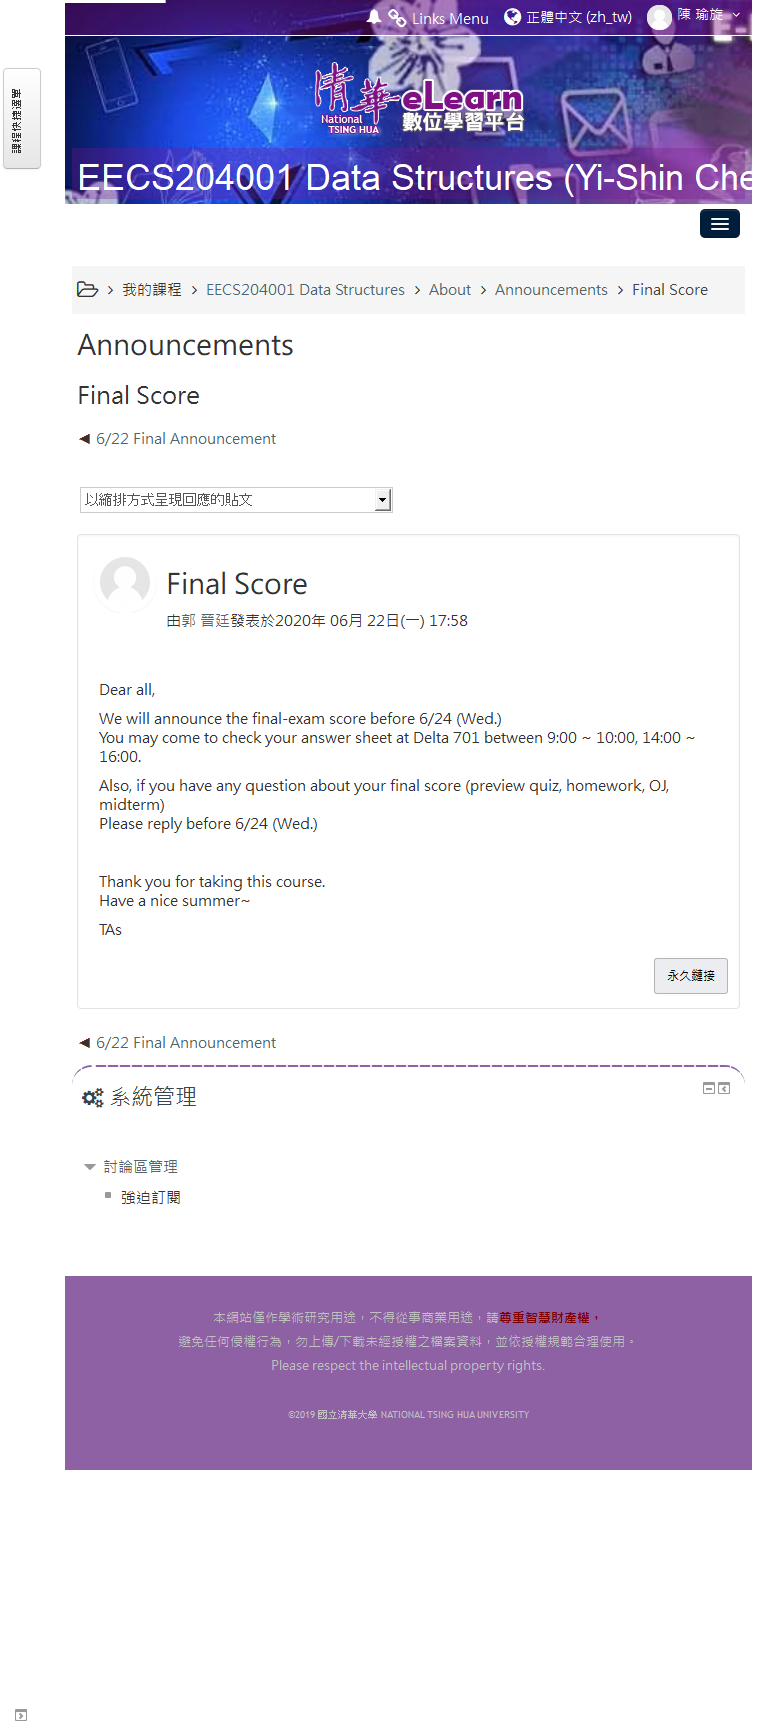 Links Menu 正體中文 (zh_tw) 陳 瑜旋
課程快捷選單
清華 eLearn
National TSING HUA 數位學習平台
EECS204001 Data Structures (Yi-Shin Che
我的課程 EECS204001 Data Structures About Announcements Final Score
Announcements
Final Score
◀ 6/22 Final Announcement
以縮排方式呈現回應的貼文
Final Score
由郭 晉廷發表於2020年 06月 22日(一) 17:58
Dear all,
We will announce the final-exam score before 6/24 (Wed.)
You may come to check your answer sheet at Delta 701 between 9:00 ~ 10:00, 14:00 ~
16:00.
Also, if you have any question about your final score (preview quiz, homework, OJ,
midterm)
Please reply before 6/24 (Wed.)
Thank you for taking this course.
Have a nice summer~
TAs
永久鏈接
◀ 6/22 Final Announcement
系統管理
討論區管理
強迫訂閱
本網站僅作學術研究用途，不得從事商業用途，請尊重智慧財產權，
避免任何侵權行為，勿上傳/下載未經授權之檔案資料，並依授權規範合理使用。
Please respect the intellectual property rights.
©2019 國立清華大學 NATIONAL TSING HUA UNIVERSITY